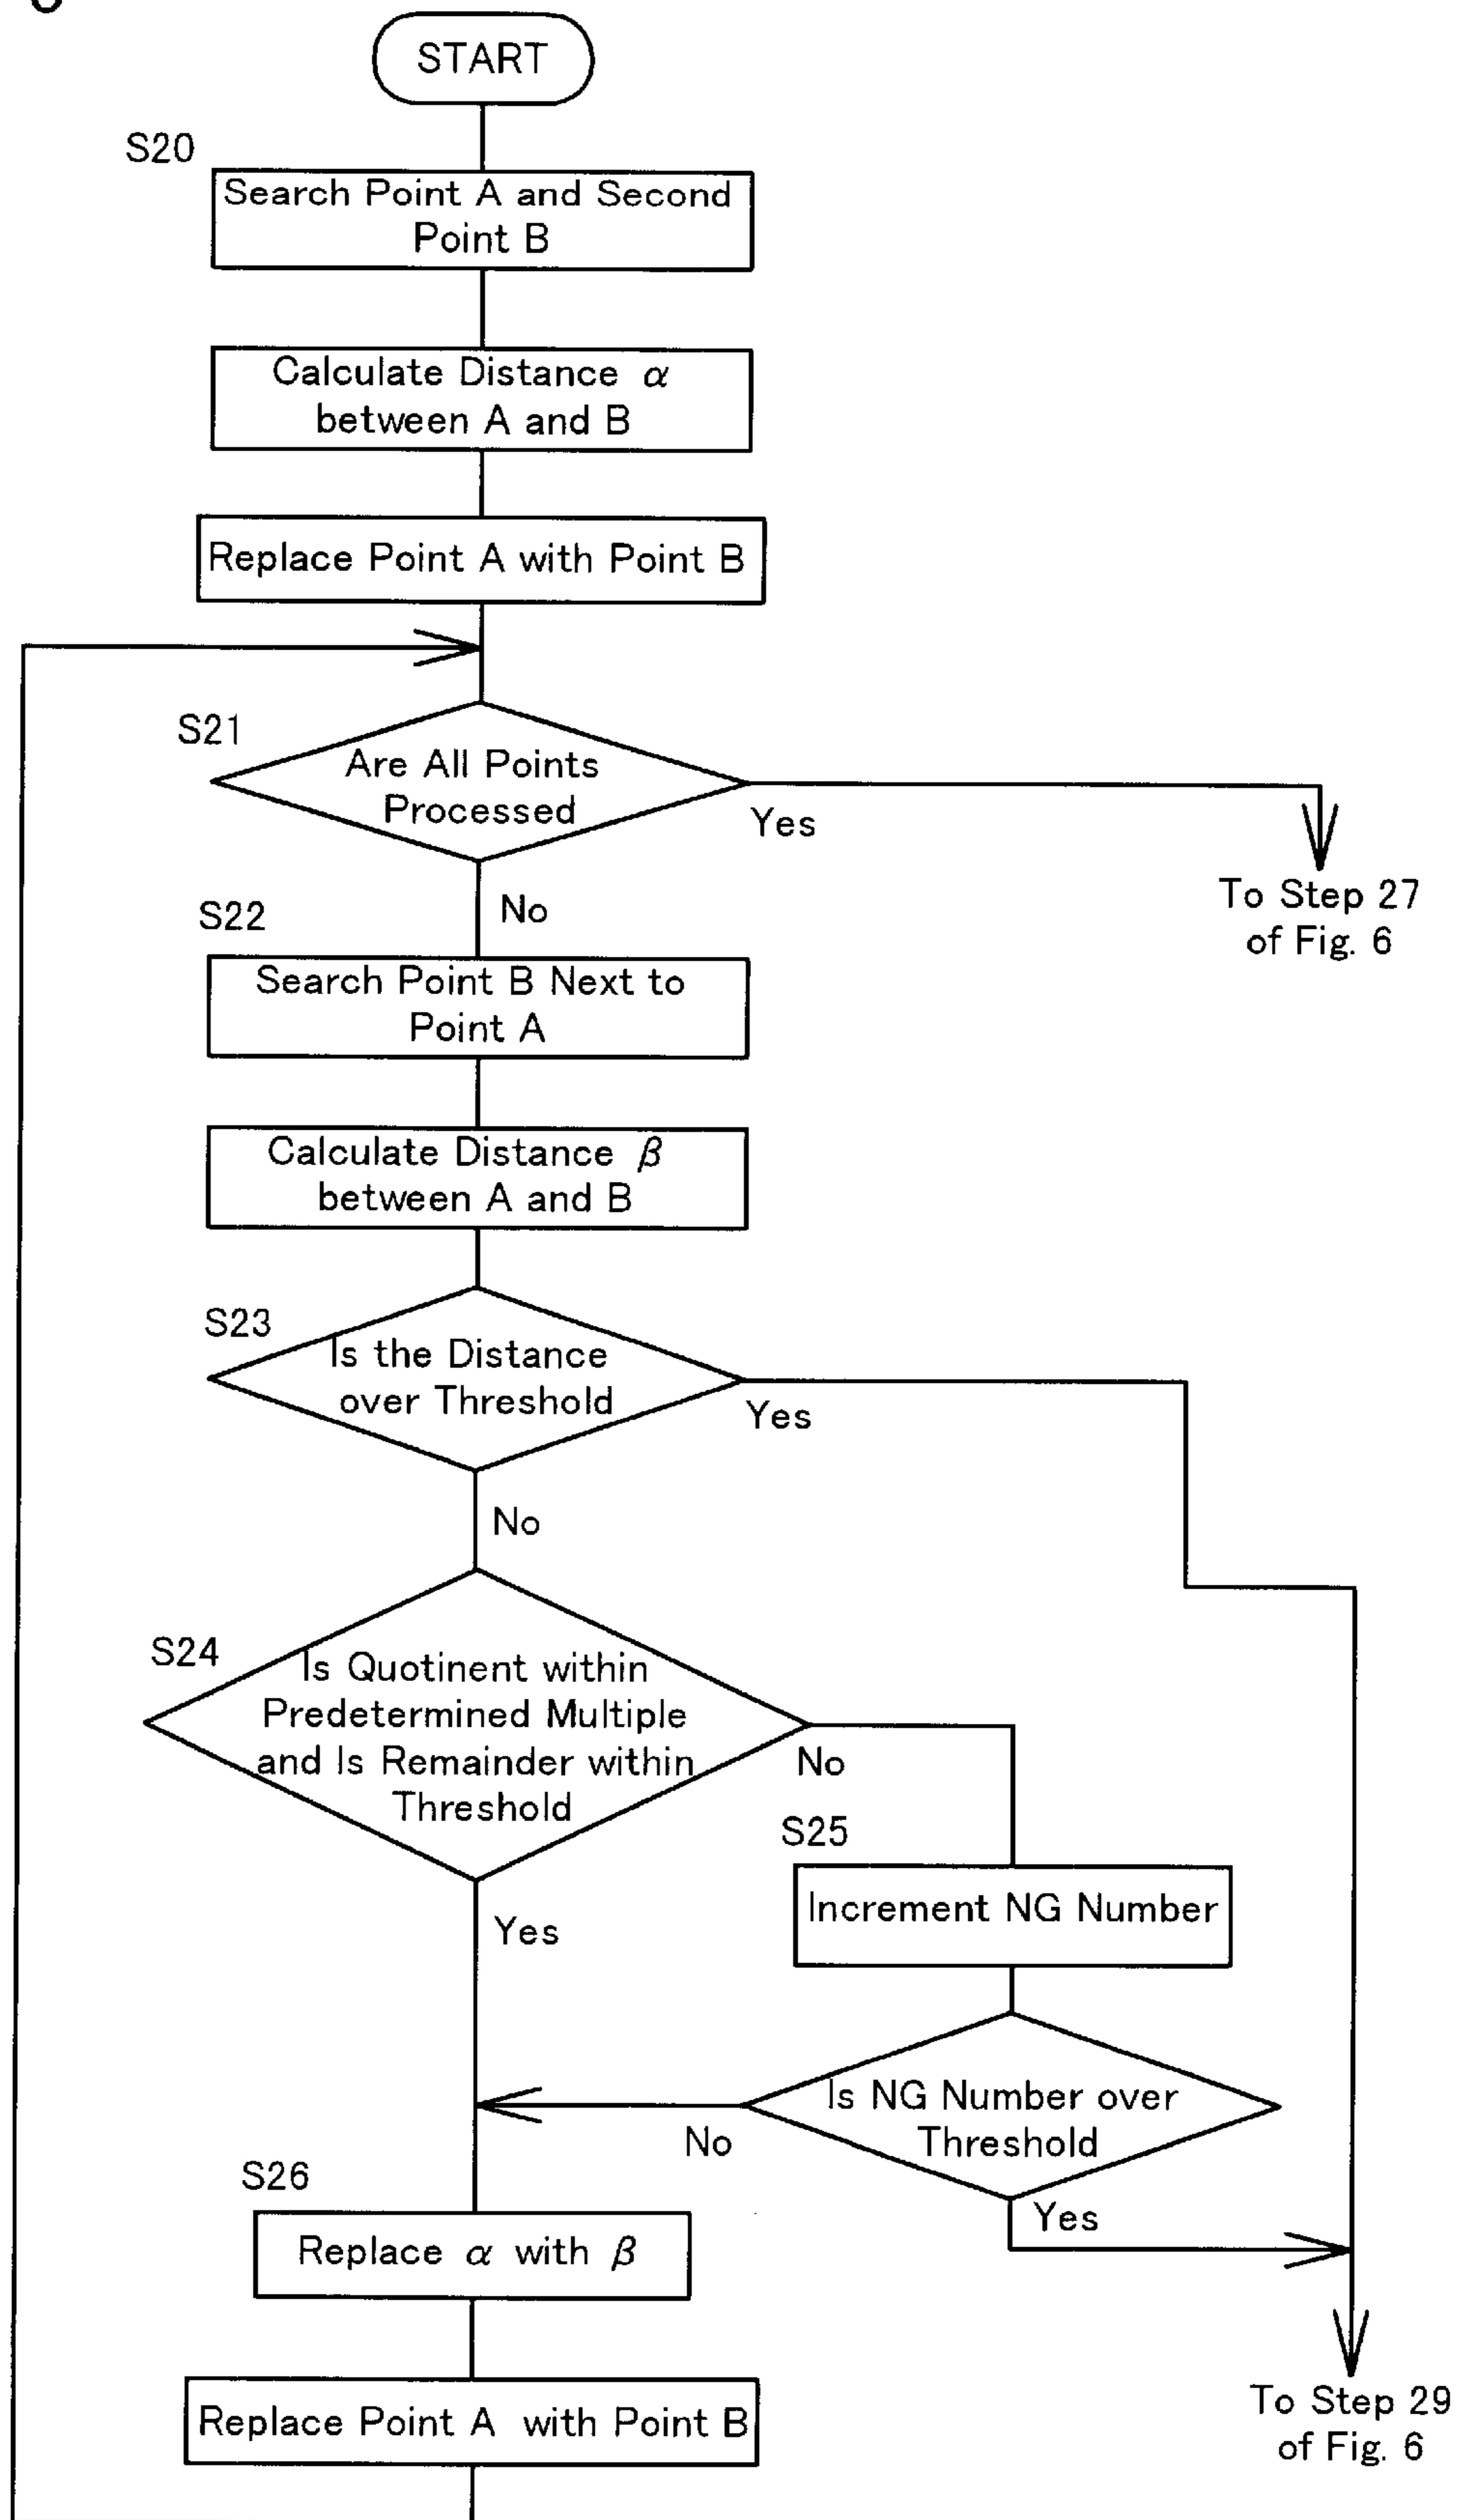 START
S20
Search Point A and Second
Point B
Calculate Distance α
between A and B
Replace Point A with Point B
S21
Are All Points
Processed
Yes
To Step 27
of Fig. 6
No
S22
Search Point B Next to
Point A
Calculate Distance β
between A and B
S23
Is the Distance
over Threshold
Yes
No
S24
Is Quotinent within
Predetermined Multiple
and Is Remainder within
Threshold
No
S25
Increment NG Number
Yes
Is NG Number over
Threshold
No
Yes
S26
Replace α with β
Replace Point A with Point B
To Step 29
of Fig. 6